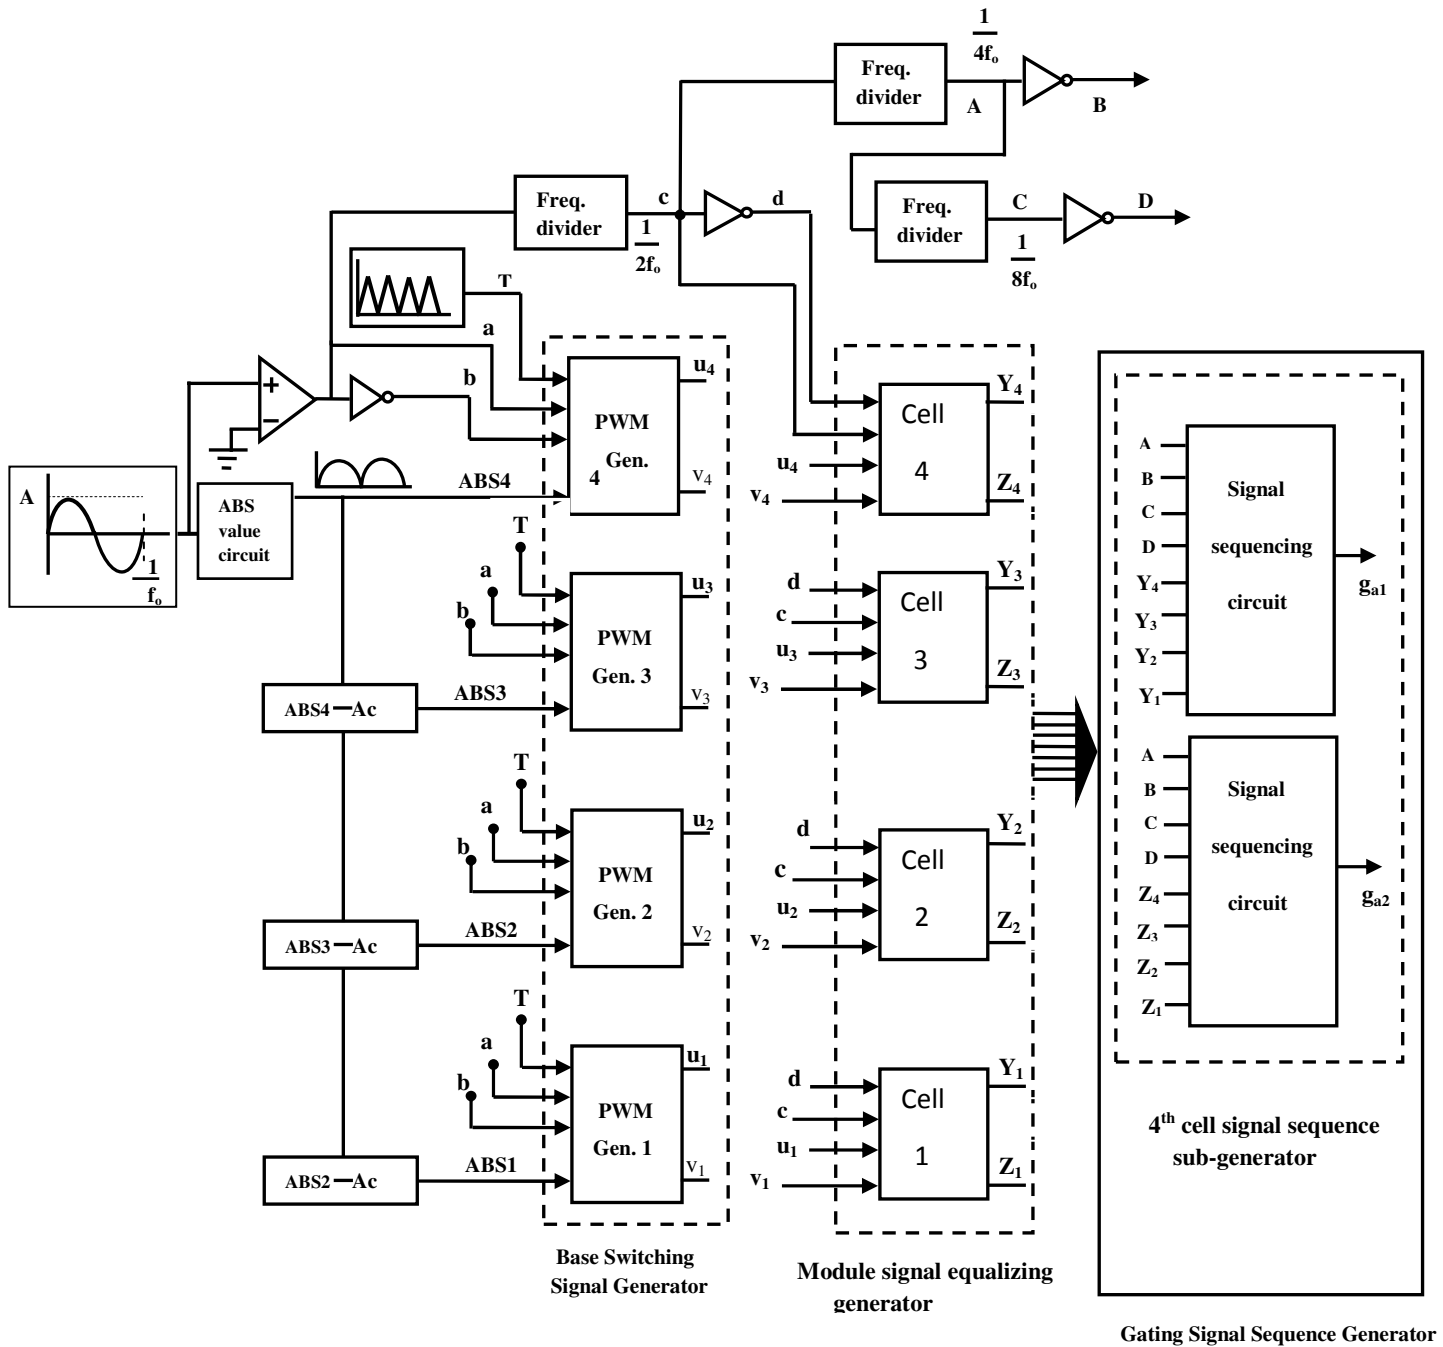 1
4fₒ
Freq.
divider
A
B
Freq.
divider
c
1
2fₒ
d
Freq.
divider
C
1
8fₒ
D
T
a
b
+
−
A
1
fₒ
ABS
value
circuit
ABS4
PWM
Gen.
4
u₄
v₄
T
a
b
PWM
Gen. 3
u₃
v₃
ABS4 − Ac
ABS3
T
a
b
PWM
Gen. 2
u₂
v₂
ABS3 − Ac
ABS2
T
a
b
PWM
Gen. 1
u₁
v₁
ABS2 − Ac
ABS1
Base Switching
Signal Generator
u₄
v₄
Cell
4
Y₄
Z₄
d
c
u₃
v₃
Cell
3
Y₃
Z₃
d
c
u₂
v₂
Cell
2
Y₂
Z₂
d
c
u₁
v₁
Cell
1
Y₁
Z₁
Module signal equalizing
generator
A
B
C
D
Y₄
Y₃
Y₂
Y₁
Signal
sequencing
circuit
gₐ₁
A
B
C
D
Z₄
Z₃
Z₂
Z₁
Signal
sequencing
circuit
gₐ₂
4ᵗʰ cell signal sequence
sub-generator
Gating Signal Sequence Generator